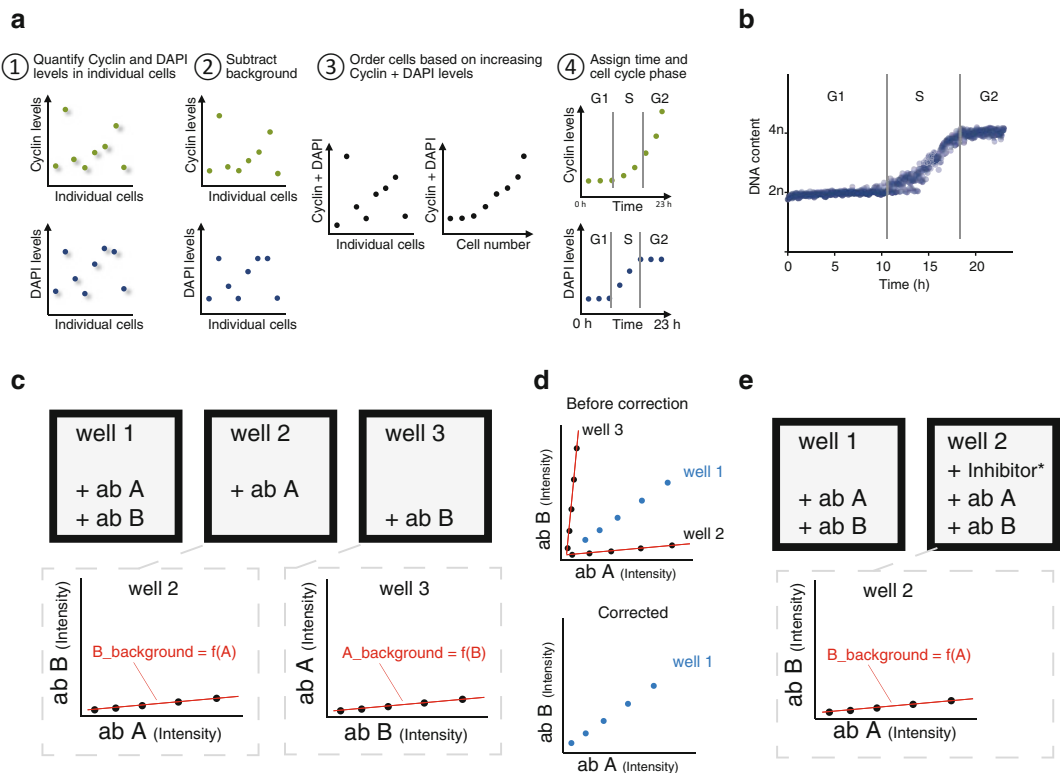 a
1 Quantify Cyclin and DAPI
levels in individual cells
2 Subtract
background
3 Order cells based on increasing
Cyclin + DAPI levels
4 Assign time and
cell cycle phase
Cyclin levels
Individual cells
Cyclin levels
Individual cells
DAPI levels
Individual cells
DAPI levels
Individual cells
Cyclin + DAPI
Individual cells
Cyclin + DAPI
Cell number
G1 S G2
Cyclin levels
0 h Time 23 h
G1 S G2
DAPI levels
0 h Time 23 h
b
G1 S G2
DNA content
4n
2n
0 5 10 15 20
Time (h)
c
well 1
+ ab A
+ ab B
well 2
+ ab A
well 3
+ ab B
well 2
ab B (Intensity)
B_background = f(A)
ab A (Intensity)
well 3
ab A (Intensity)
A_background = f(B)
ab B (Intensity)
d
Before correction
well 3
well 1
well 2
ab B (Intensity)
ab A (Intensity)
Corrected
well 1
ab B (Intensity)
ab A (Intensity)
e
well 1
+ ab A
+ ab B
well 2
+ Inhibitor*
+ ab A
+ ab B
well 2
ab B (Intensity)
B_background = f(A)
ab A (Intensity)